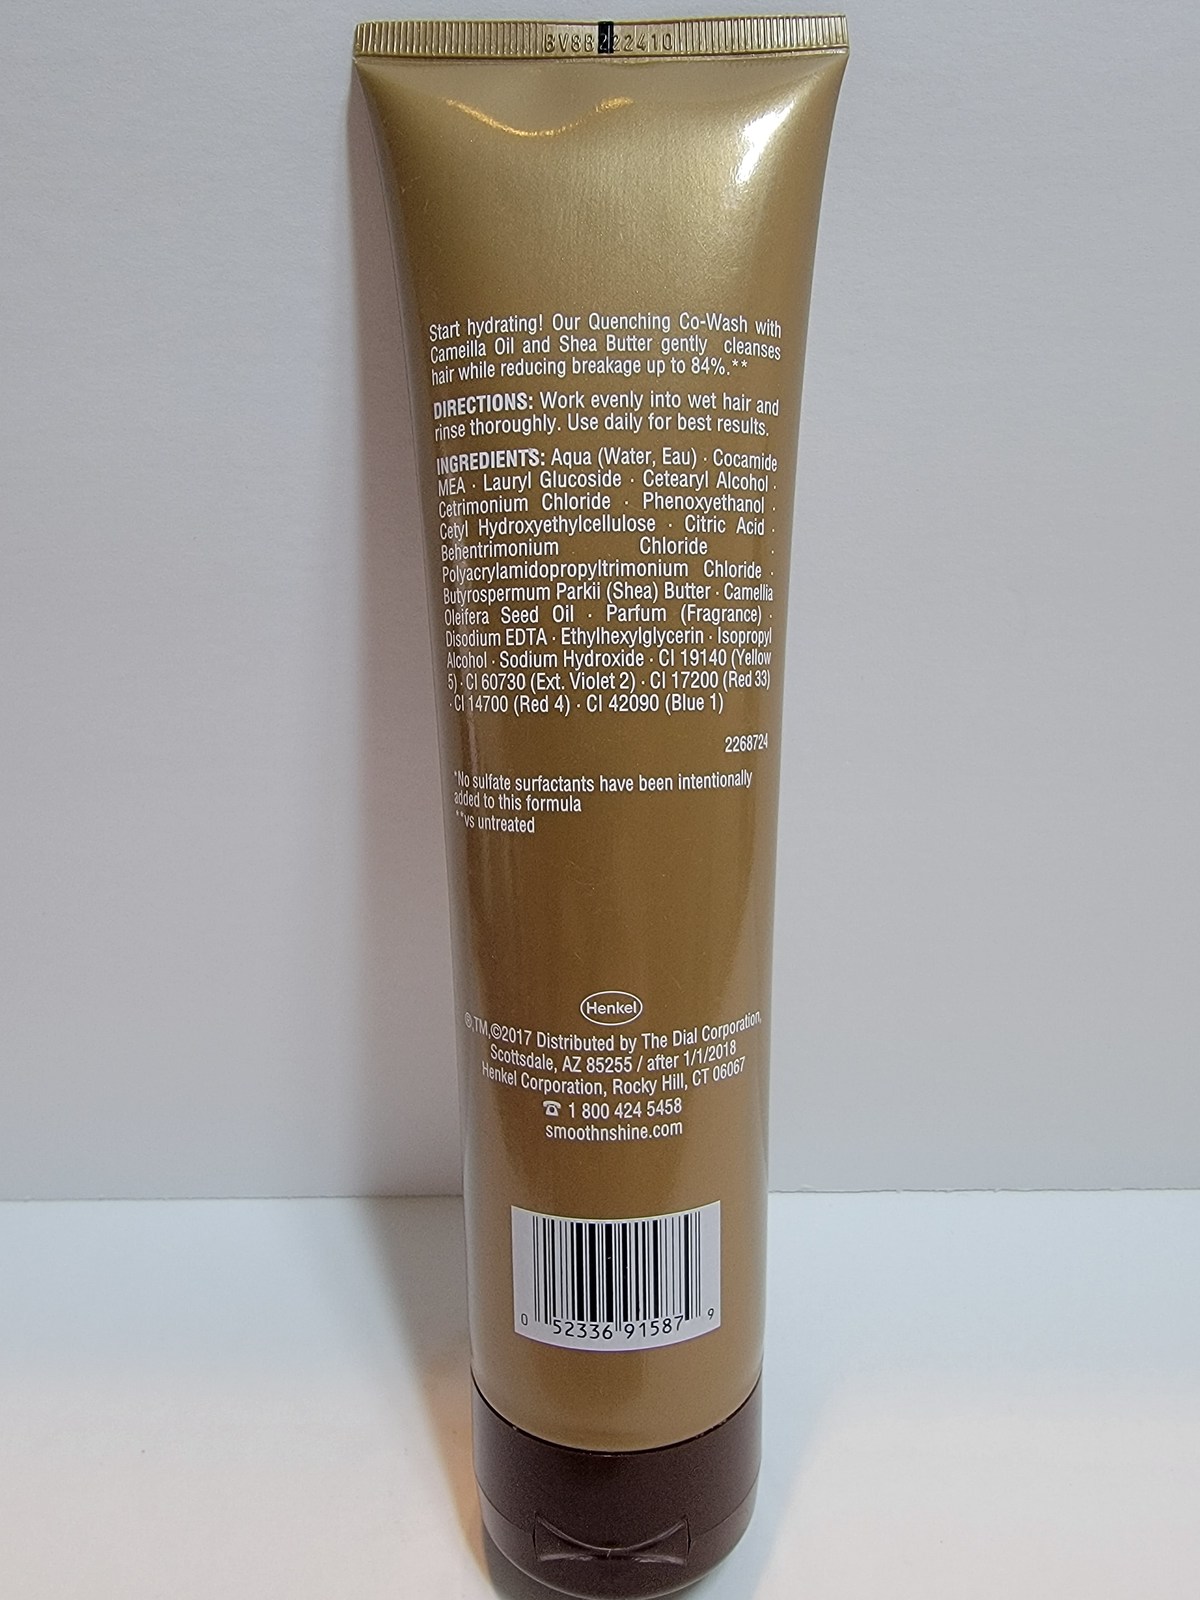 Start hydrating! Our Quenching Co-Wash with
Cameilla Oil and Shea Butter gently cleanses
hair while reducing breakage up to 84%.**
DIRECTIONS: Work evenly into wet hair and
rinse thoroughly. Use daily for best results.
INGREDIENTS: Aqua (Water, Eau) · Cocamide
MEA · Lauryl Glucoside · Cetearyl Alcohol ·
Cetrimonium Chloride · Phenoxyethanol ·
Cetyl Hydroxyethylcellulose · Citric Acid ·
Behentrimonium Chloride ·
Polyacrylamidopropyltrimonium Chloride ·
Butyrospermum Parkii (Shea) Butter · Camellia
Oleifera Seed Oil · Parfum (Fragrance) ·
Disodium EDTA · Ethylhexylglycerin · Isopropyl
Alcohol · Sodium Hydroxide · CI 19140 (Yellow
5) · CI 60730 (Ext. Violet 2) · CI 17200 (Red 33)
· CI 14700 (Red 4) · CI 42090 (Blue 1)
2268724
*No sulfate surfactants have been intentionally
added to this formula
**vs untreated
Henkel
®,TM,©2017 Distributed by The Dial Corporation,
Scottsdale, AZ 85255 / after 1/1/2018
Henkel Corporation, Rocky Hill, CT 06067
☎ 1 800 424 5458
smoothnshine.com
0 52336 91587 9